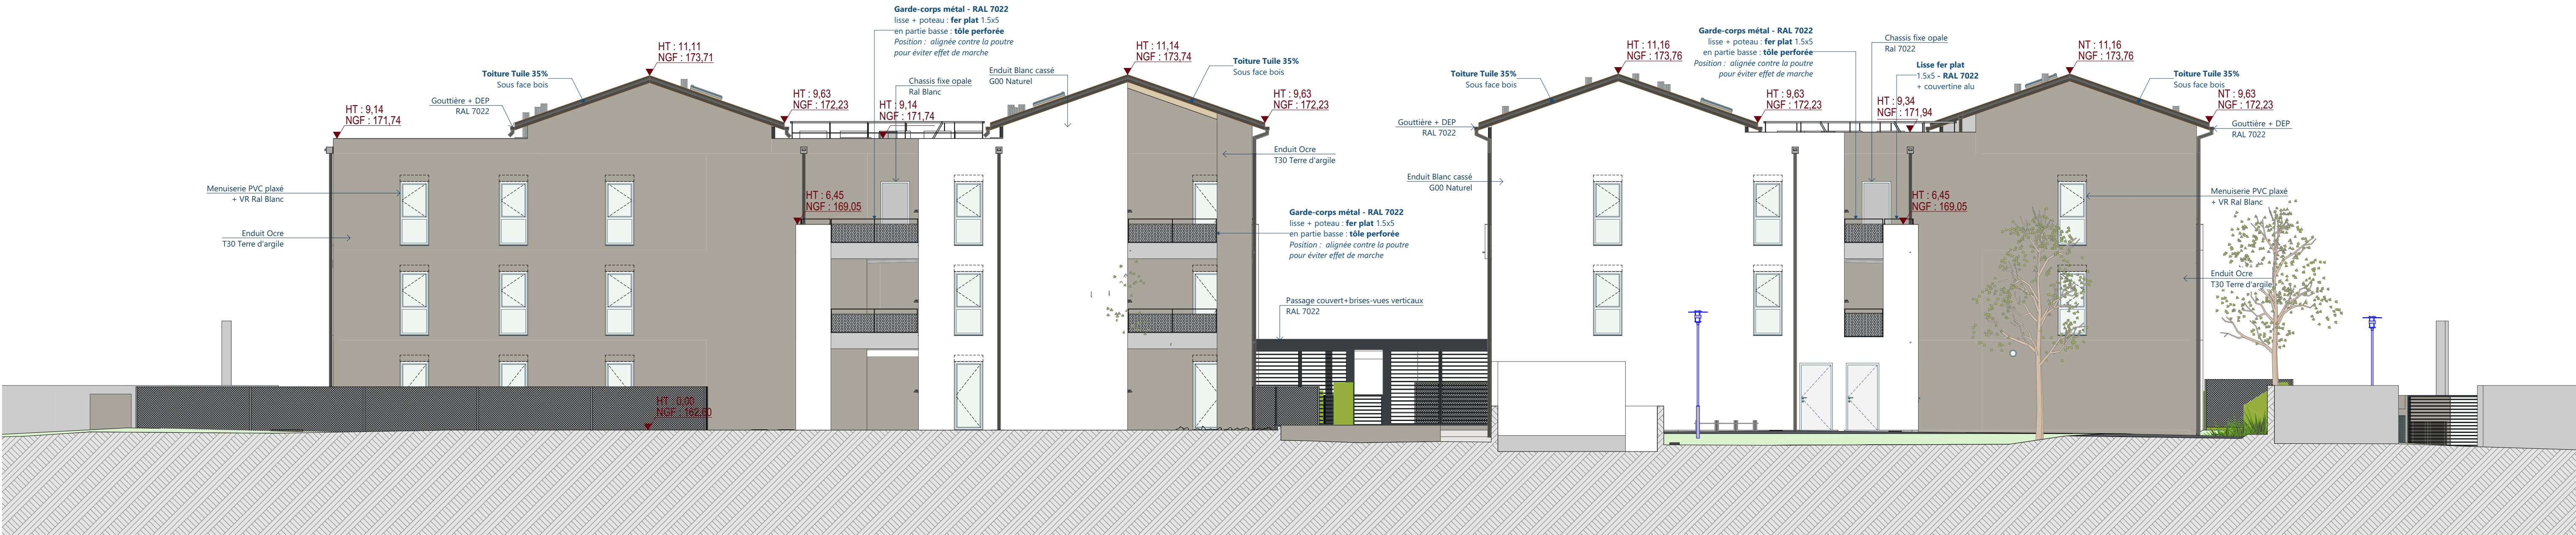 Garde-corps métal - RAL 7022
lisse + poteau : fer plat 1.5x5
en partie basse : tôle perforée
Position : alignée contre la poutre
pour éviter effet de marche
HT : 11,11
NGF : 173,71
HT : 11,14
NGF : 173,74
HT : 11,16
NGF : 173,76
Garde-corps métal - RAL 7022
lisse + poteau : fer plat 1.5x5
en partie basse : tôle perforée
Position : alignée contre la poutre
pour éviter effet de marche
Chassis fixe opale
Ral 7022
NT : 11,16
NGF : 173,76
Toiture Tuile 35%
Sous face bois
Chassis fixe opale
Ral Blanc
Enduit Blanc cassé
G00 Naturel
Toiture Tuile 35%
Sous face bois
Toiture Tuile 35%
Sous face bois
Lisse fer plat
1.5x5 - RAL 7022
+ couvertine alu
Toiture Tuile 35%
Sous face bois
HT : 9,14
NGF : 171,74
Gouttière + DEP
RAL 7022
HT : 9,63
NGF : 172,23
HT : 9,14
NGF : 171,74
HT : 9,63
NGF : 172,23
Gouttière + DEP
RAL 7022
HT : 9,63
NGF : 172,23
HT : 9,34
NGF : 171,94
NT : 9,63
NGF : 172,23
Gouttière + DEP
RAL 7022
Enduit Ocre
T30 Terre d'argile
Enduit Blanc cassé
G00 Naturel
Menuiserie PVC plaxé
+ VR Ral Blanc
HT : 6,45
NGF : 169,05
HT : 6,45
NGF : 169,05
Menuiserie PVC plaxé
+ VR Ral Blanc
Enduit Ocre
T30 Terre d'argile
Garde-corps métal - RAL 7022
lisse + poteau : fer plat 1.5x5
en partie basse : tôle perforée
Position : alignée contre la poutre
pour éviter effet de marche
Enduit Ocre
T30 Terre d'argile
Passage couvert+brises-vues verticaux
RAL 7022
HT : 0,00
NGF : 162,60